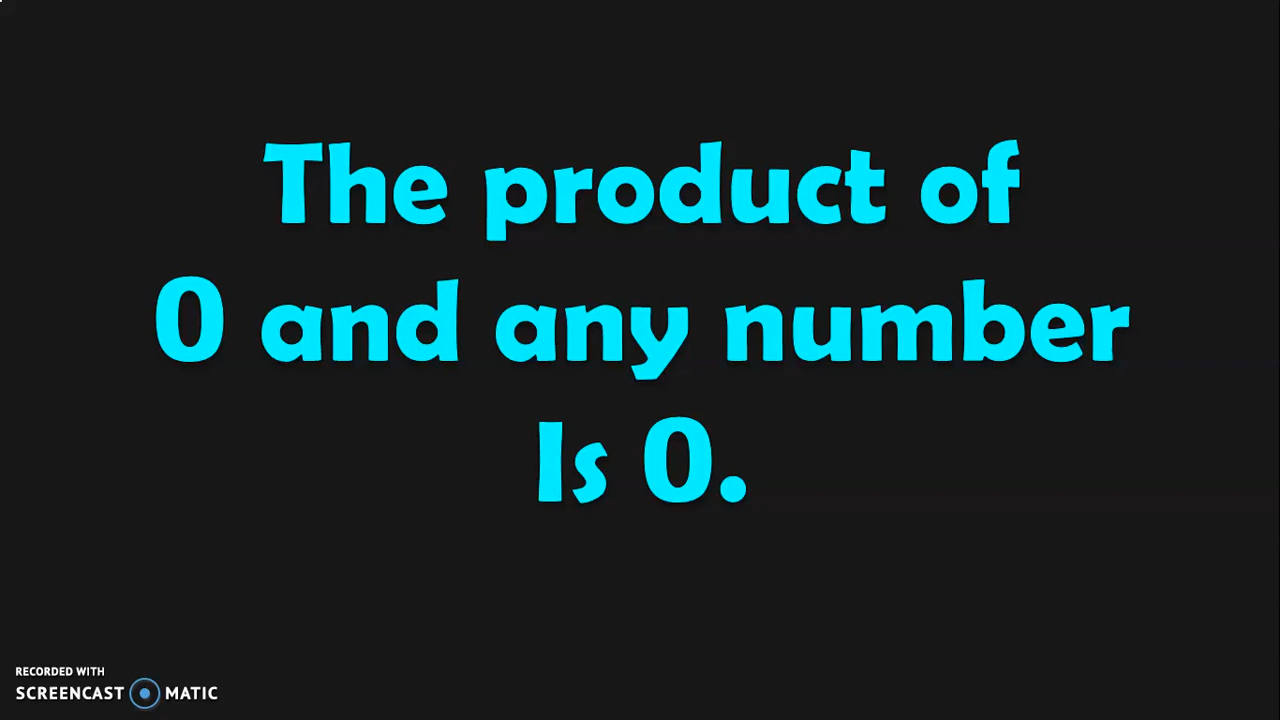 The product of
0 and any number
Is 0.
RECORDED WITH
SCREENCAST MATIC